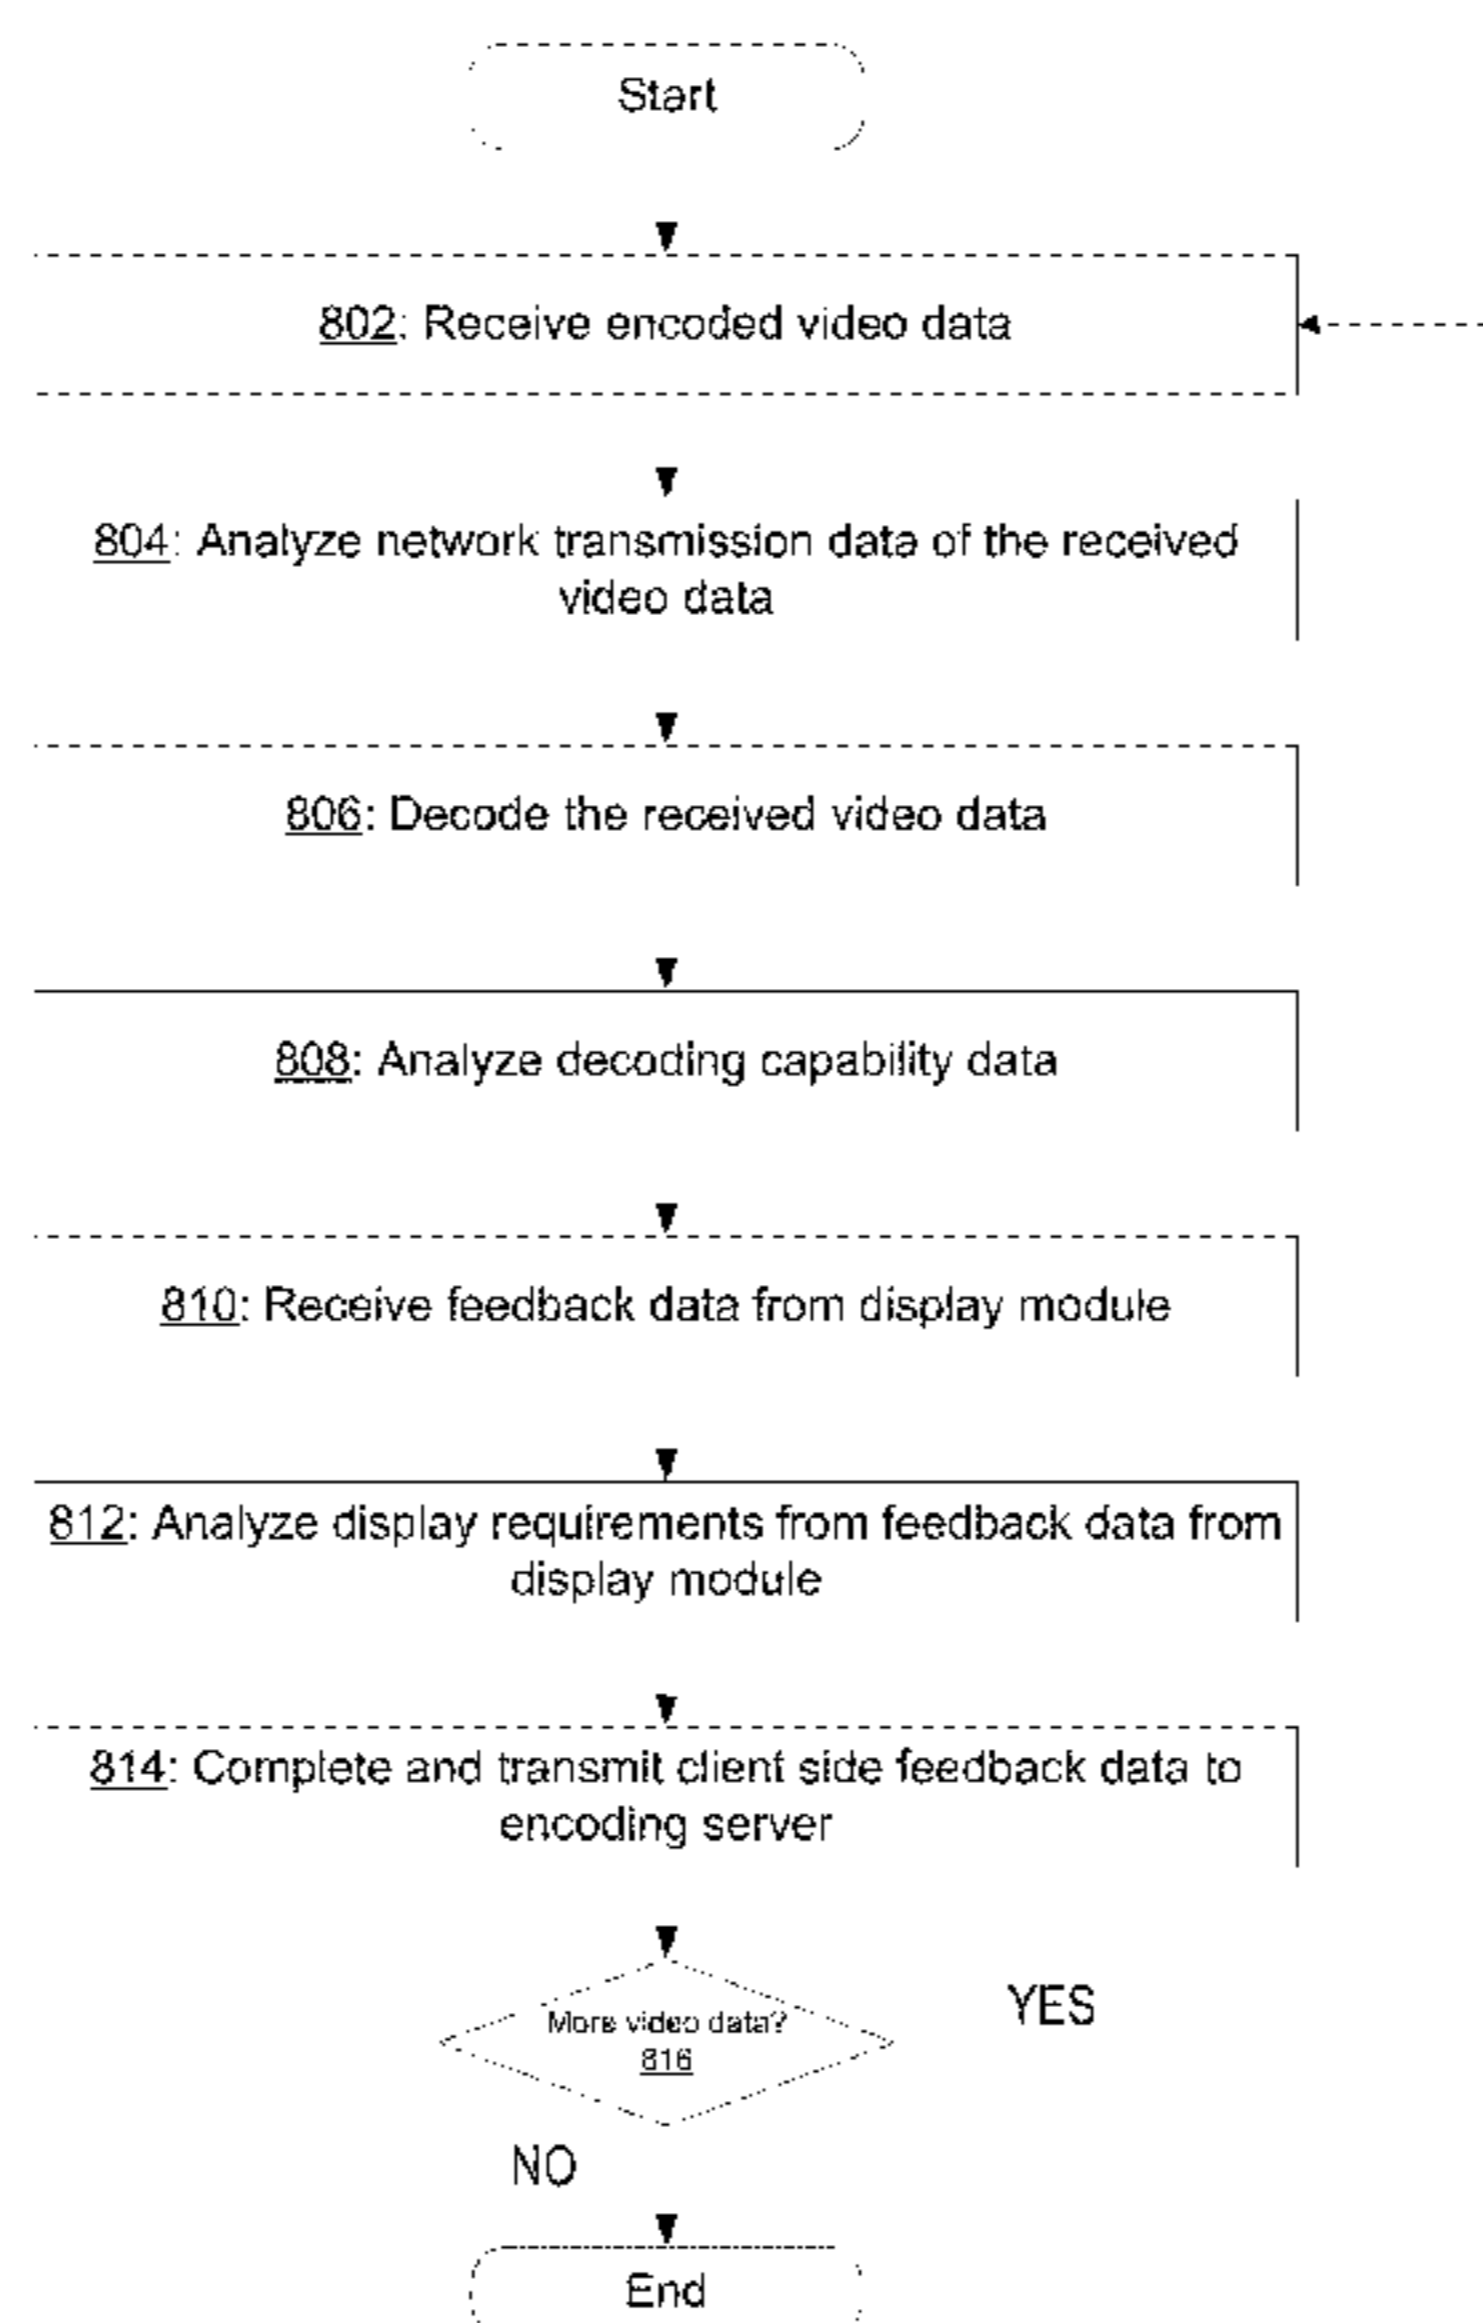 Start
802: Receive encoded video data
804: Analyze network transmission data of the received
video data
806: Decode the received video data
808: Analyze decoding capability data
810: Receive feedback data from display module
812: Analyze display requirements from feedback data from
display module
814: Complete and transmit client side feedback data to
encoding server
More video data?
816
YES
NO
End